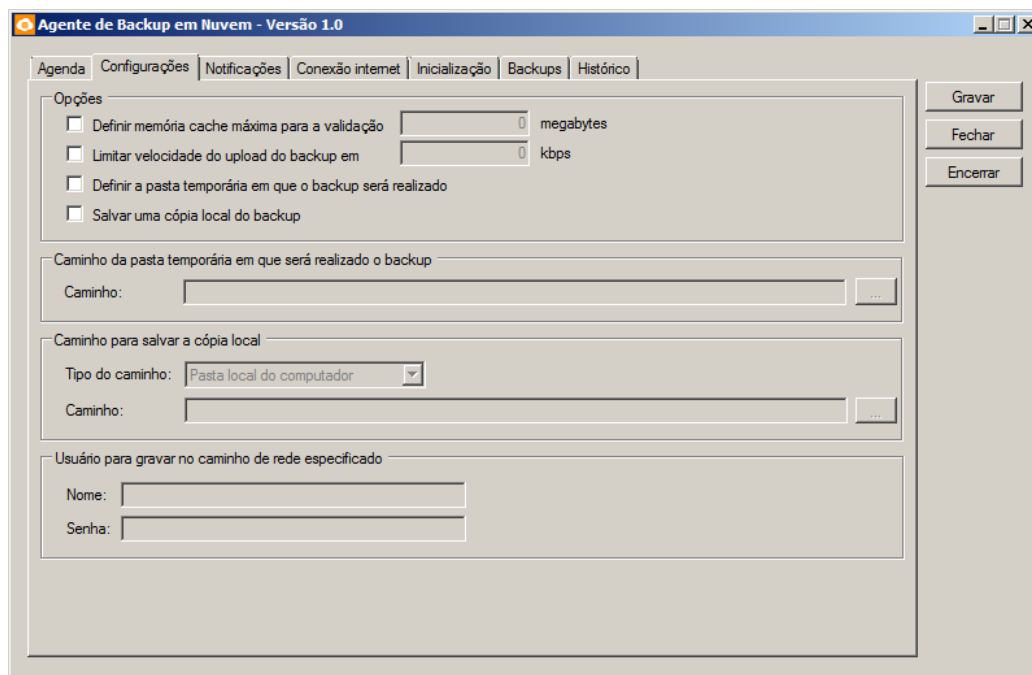 Agente de Backup em Nuvem - Versão 1.0
Agenda Configurações Notificações Conexão internet Inicialização Backups Histórico
Opções
Definir memória cache máxima para a validação 0 megabytes
Limitar velocidade do upload do backup em 0 kbps
Definir a pasta temporária em que o backup será realizado
Salvar uma cópia local do backup
Caminho da pasta temporária em que será realizado o backup
Caminho: ...
Caminho para salvar a cópia local
Tipo do caminho: Pasta local do computador
Caminho: ...
Usuário para gravar no caminho de rede especificado
Nome:
Senha:
Gravar
Fechar
Encerrar